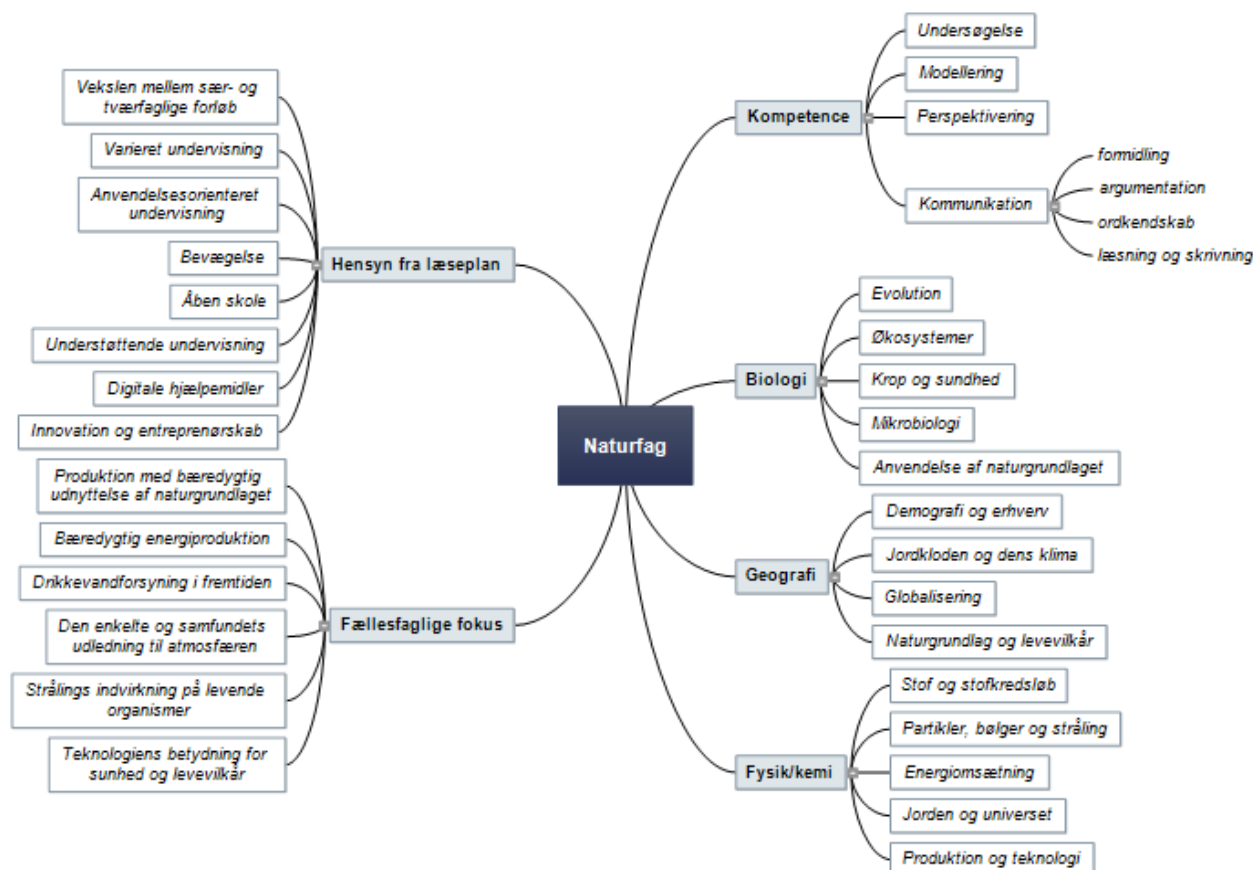 Naturfag
Kompetence
Undersøgelse
Modellering
Perspektivering
Kommunikation
formidling
argumentation
ordkendskab
læsning og skrivning
Biologi
Evolution
Økosystemer
Krop og sundhed
Mikrobiologi
Anvendelse af naturgrundlaget
Geografi
Demografi og erhverv
Jordkloden og dens klima
Globalisering
Naturgrundlag og levevilkår
Fysik/kemi
Stof og stofkredsløb
Partikler, bølger og stråling
Energiomsætning
Jorden og universet
Produktion og teknologi
Hensyn fra læseplan
Vekslen mellem sær- og
tværfaglige forløb
Varieret undervisning
Anvendelsesorienteret
undervisning
Bevægelse
Åben skole
Understøttende undervisning
Digitale hjælpemidler
Innovation og entreprenørskab
Fællesfaglige fokus
Produktion med bæredygtig
udnyttelse af naturgrundlaget
Bæredygtig energiproduktion
Drikkevandforsyning i fremtiden
Den enkelte og samfundets
udledning til atmosfæren
Strålings indvirkning på levende
organismer
Teknologiens betydning for
sunhed og levevilkår